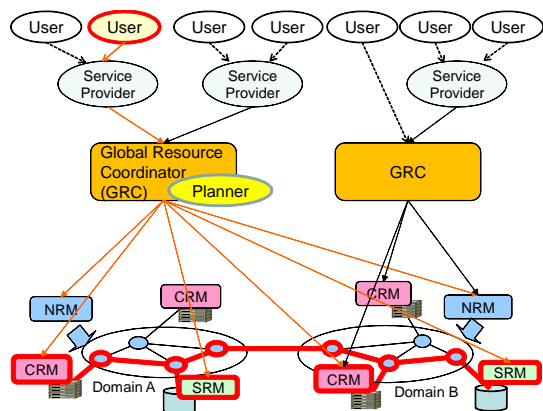 User
User
User
User
User
User
User
Service
Provider
Service
Provider
Service
Provider
Global Resource
Coordinator
(GRC)
Planner
GRC
CRM
CRM
NRM
NRM
CRM
CRM
SRM
SRM
Domain A
Domain B